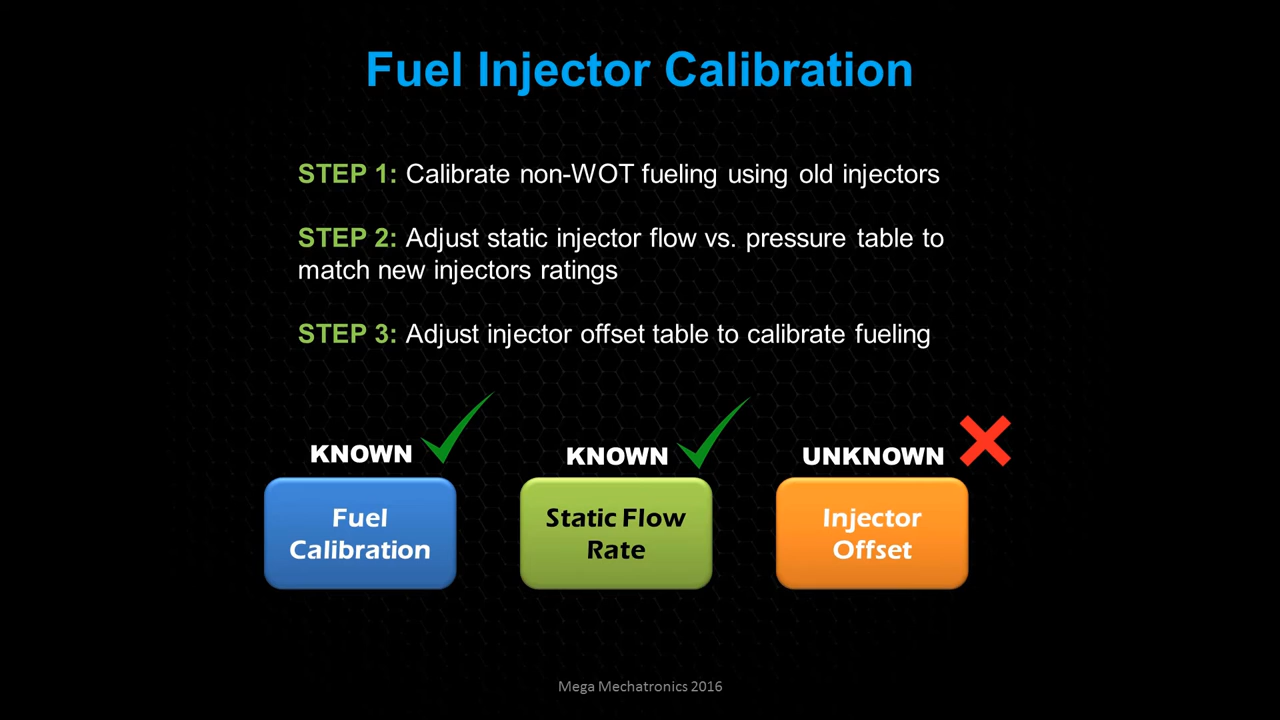 Fuel Injector Calibration
STEP 1: Calibrate non-WOT fueling using old injectors
STEP 2: Adjust static injector flow vs. pressure table to
match new injectors ratings
STEP 3: Adjust injector offset table to calibrate fueling
KNOWN
KNOWN
UNKNOWN
Fuel
Calibration
Static Flow
Rate
Injector
Offset
Mega Mechatronics 2016